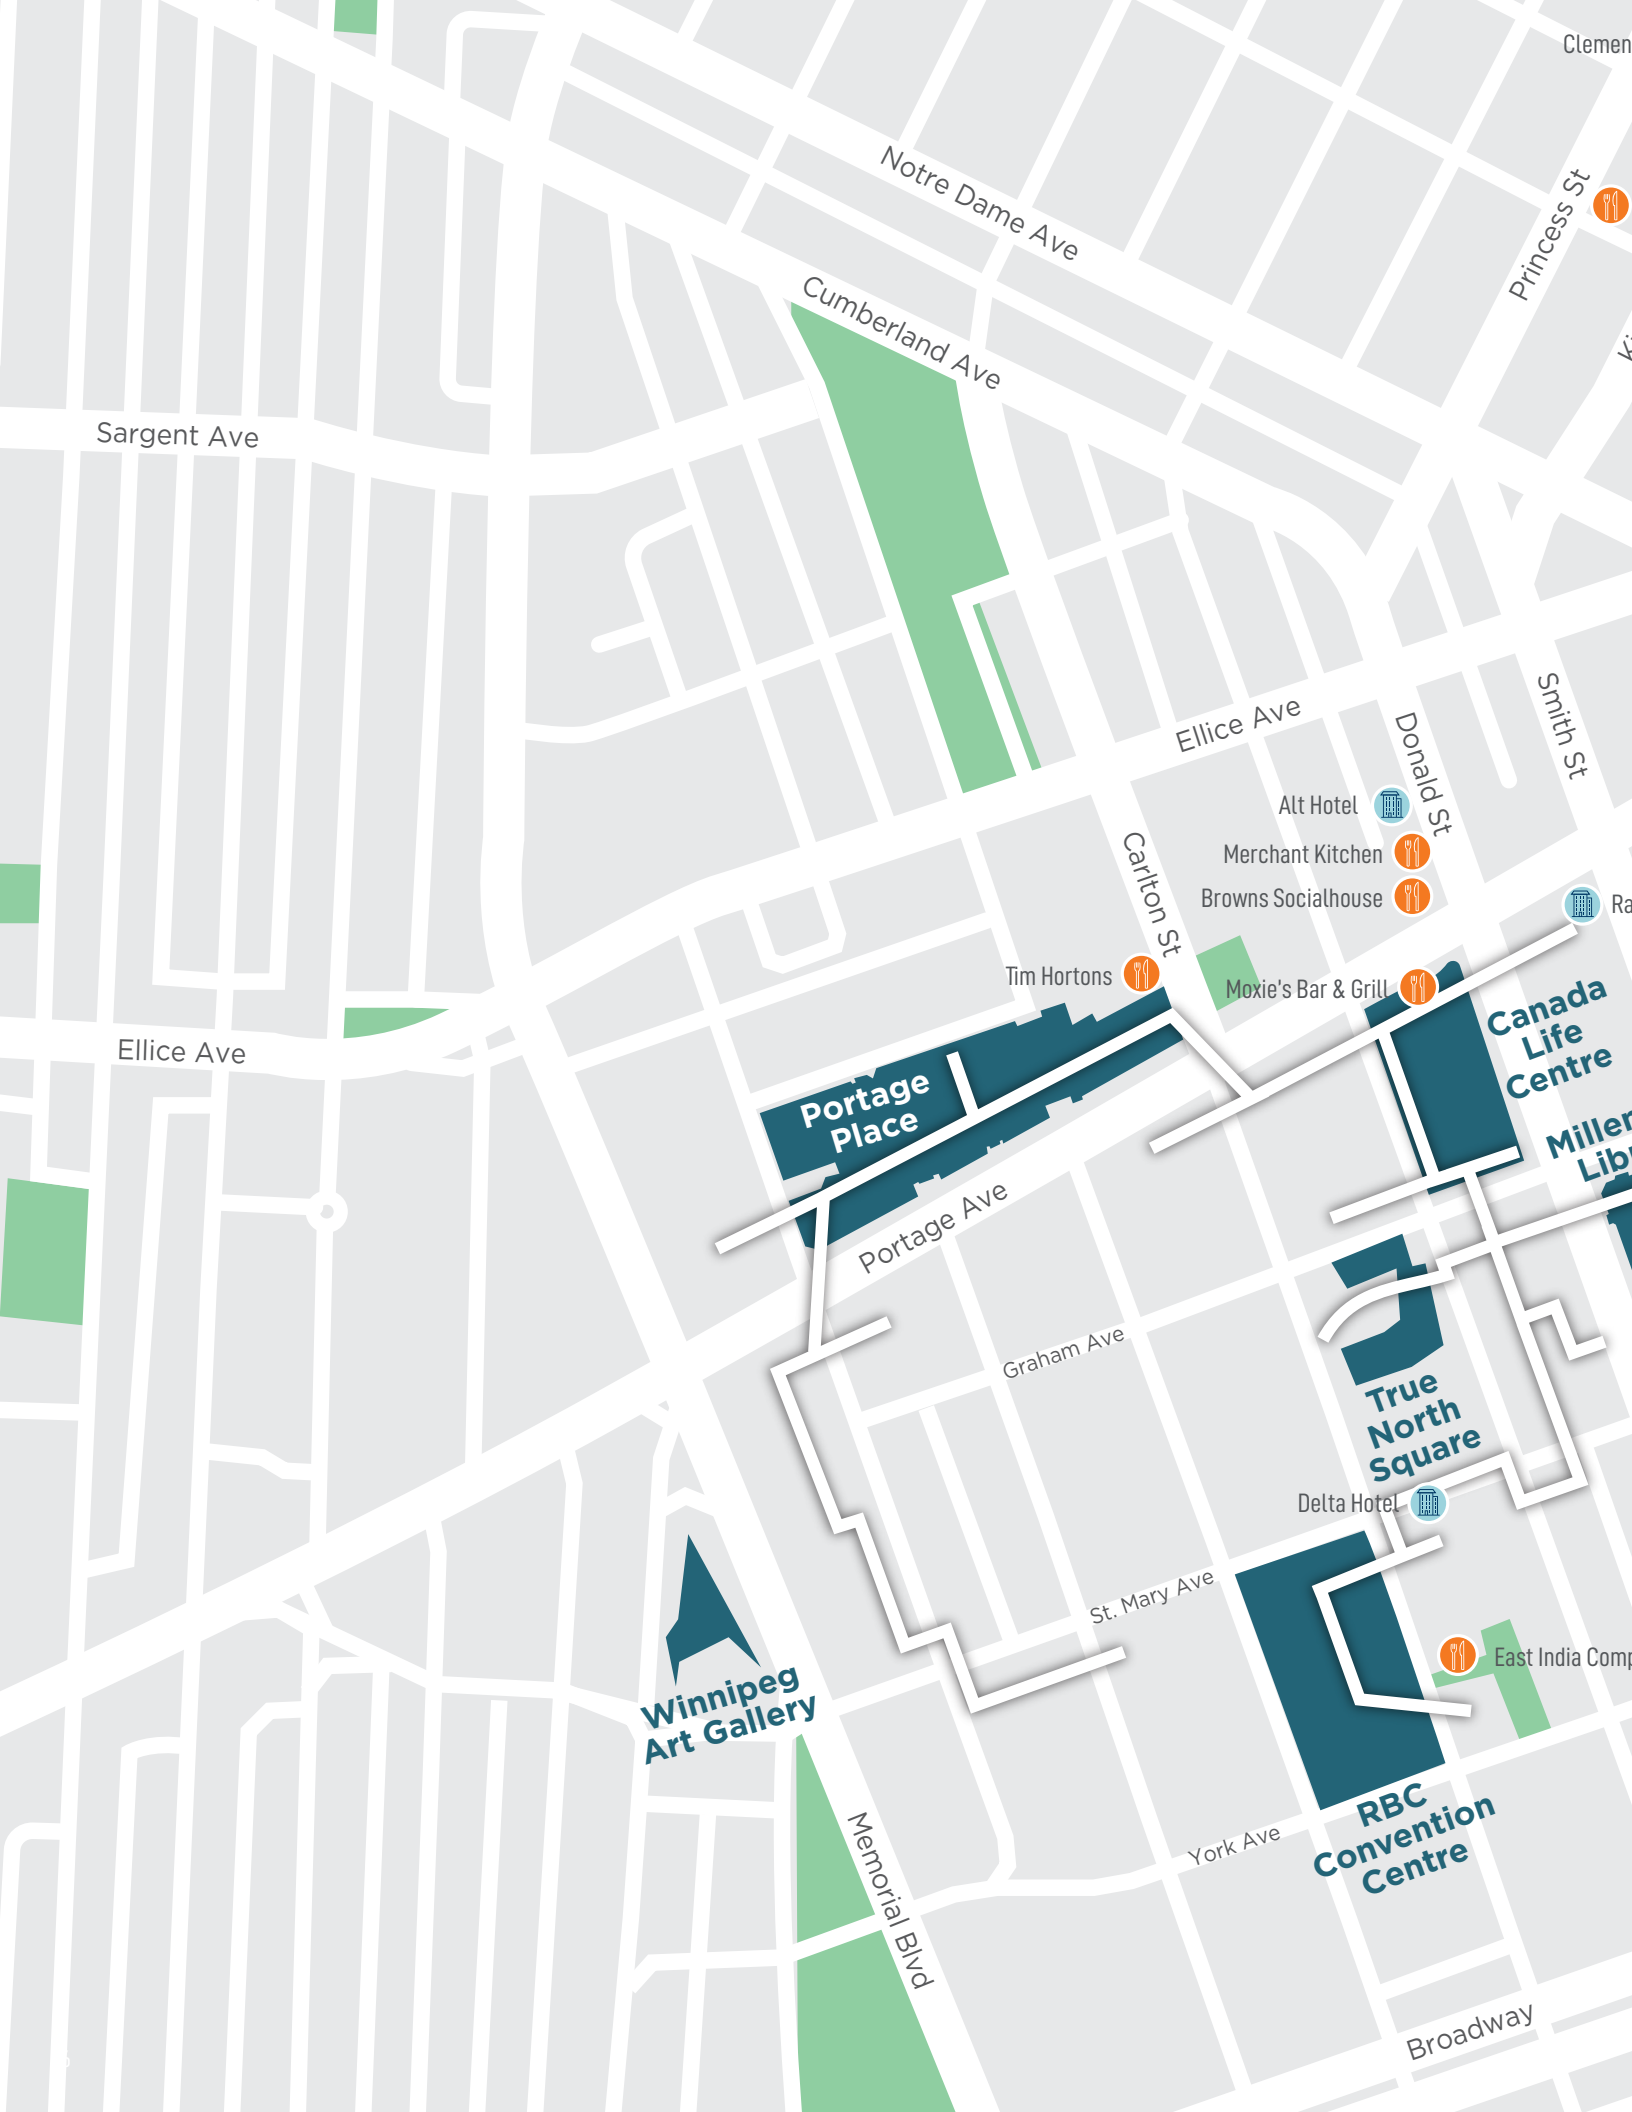 Clemen
Notre Dame Ave
Princess St
Cumberland Ave
Sargent Ave
Ellice Ave
Smith St
Donald St
Alt Hotel
Merchant Kitchen
Browns Socialhouse
Carlton St
Ra
Tim Hortons
Moxie's Bar & Grill
Canada
Life
Centre
Ellice Ave
Portage
Place
Miller
Lib
Portage Ave
Graham Ave
True
North
Square
Delta Hotel
St. Mary Ave
East India Comp
Winnipeg
Art Gallery
RBC
Convention
Centre
York Ave
Memorial Blvd
Broadway